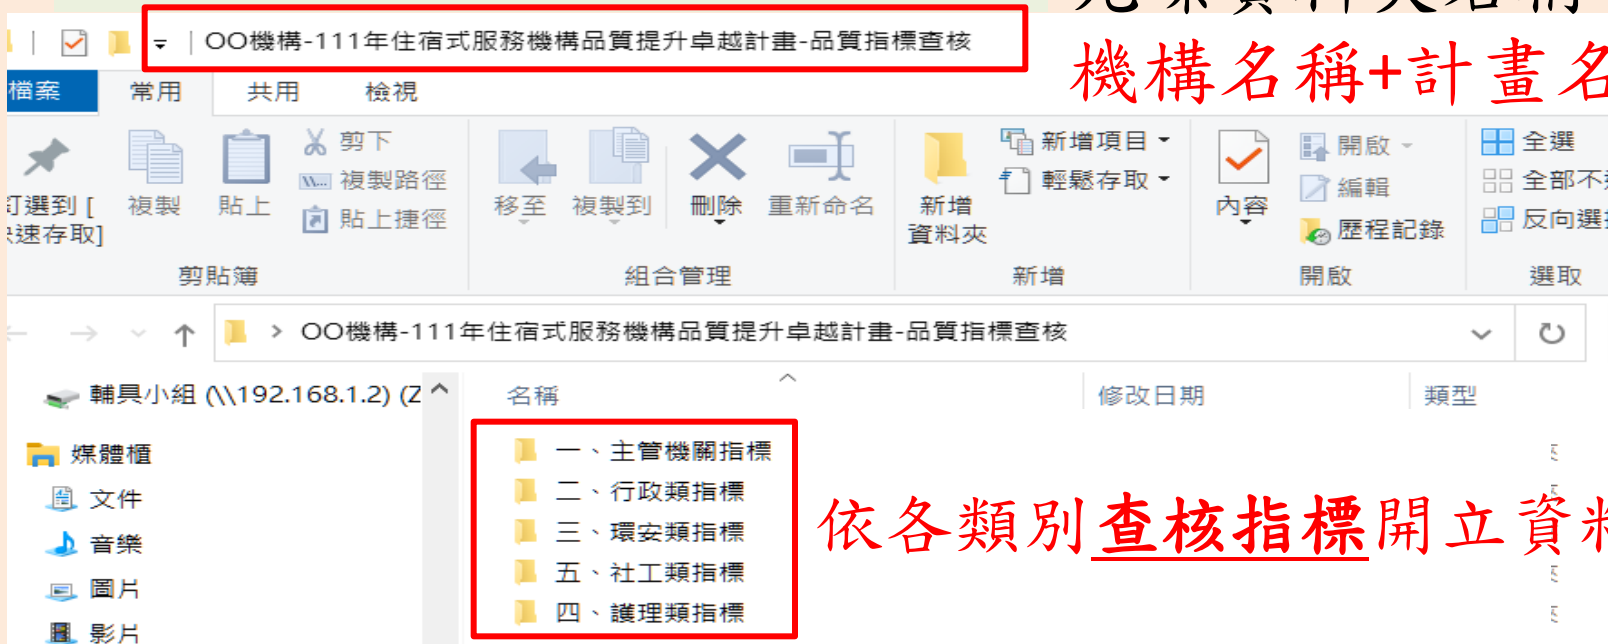 OO機構-111年住宿式服務機構品質提升卓越計畫-品質指標查核
機構名稱+計畫名
檔案 常用 共用 檢視
剪下
新增項目
開啟
全選
複製路徑
輕鬆存取
編輯
全部不
釘選到 [ 複製 貼上 貼上捷徑 移至 複製到 刪除 重新命名 新增 內容 歷程記錄 反向選
速存取] 資料夾
剪貼簿 組合管理 新增 開啟 選取
OO機構-111年住宿式服務機構品質提升卓越計畫-品質指標查核
輔具小組 (\\192.168.1.2) (Z 名稱 修改日期 類型
媒體櫃
一、主管機關指標
文件
二、行政類指標
音樂
三、環安類指標
依各類別查核指標開立資
圖片
五、社工類指標
影片
四、護理類指標